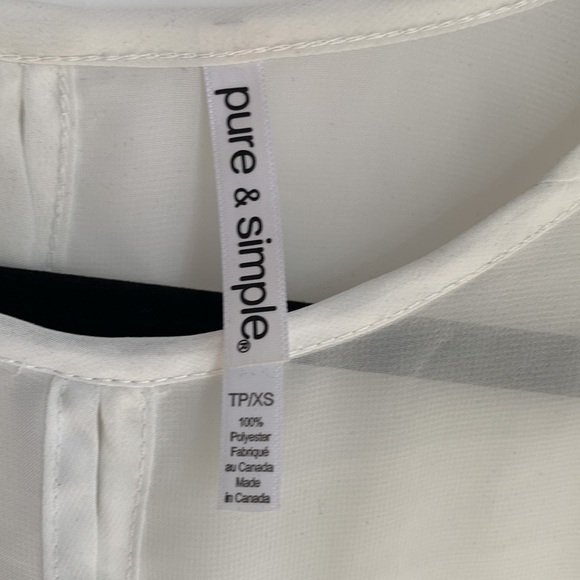 pure & simple®
TP/XS
100%
Polyester
Fabriqué
au Canada
Made
in Canada